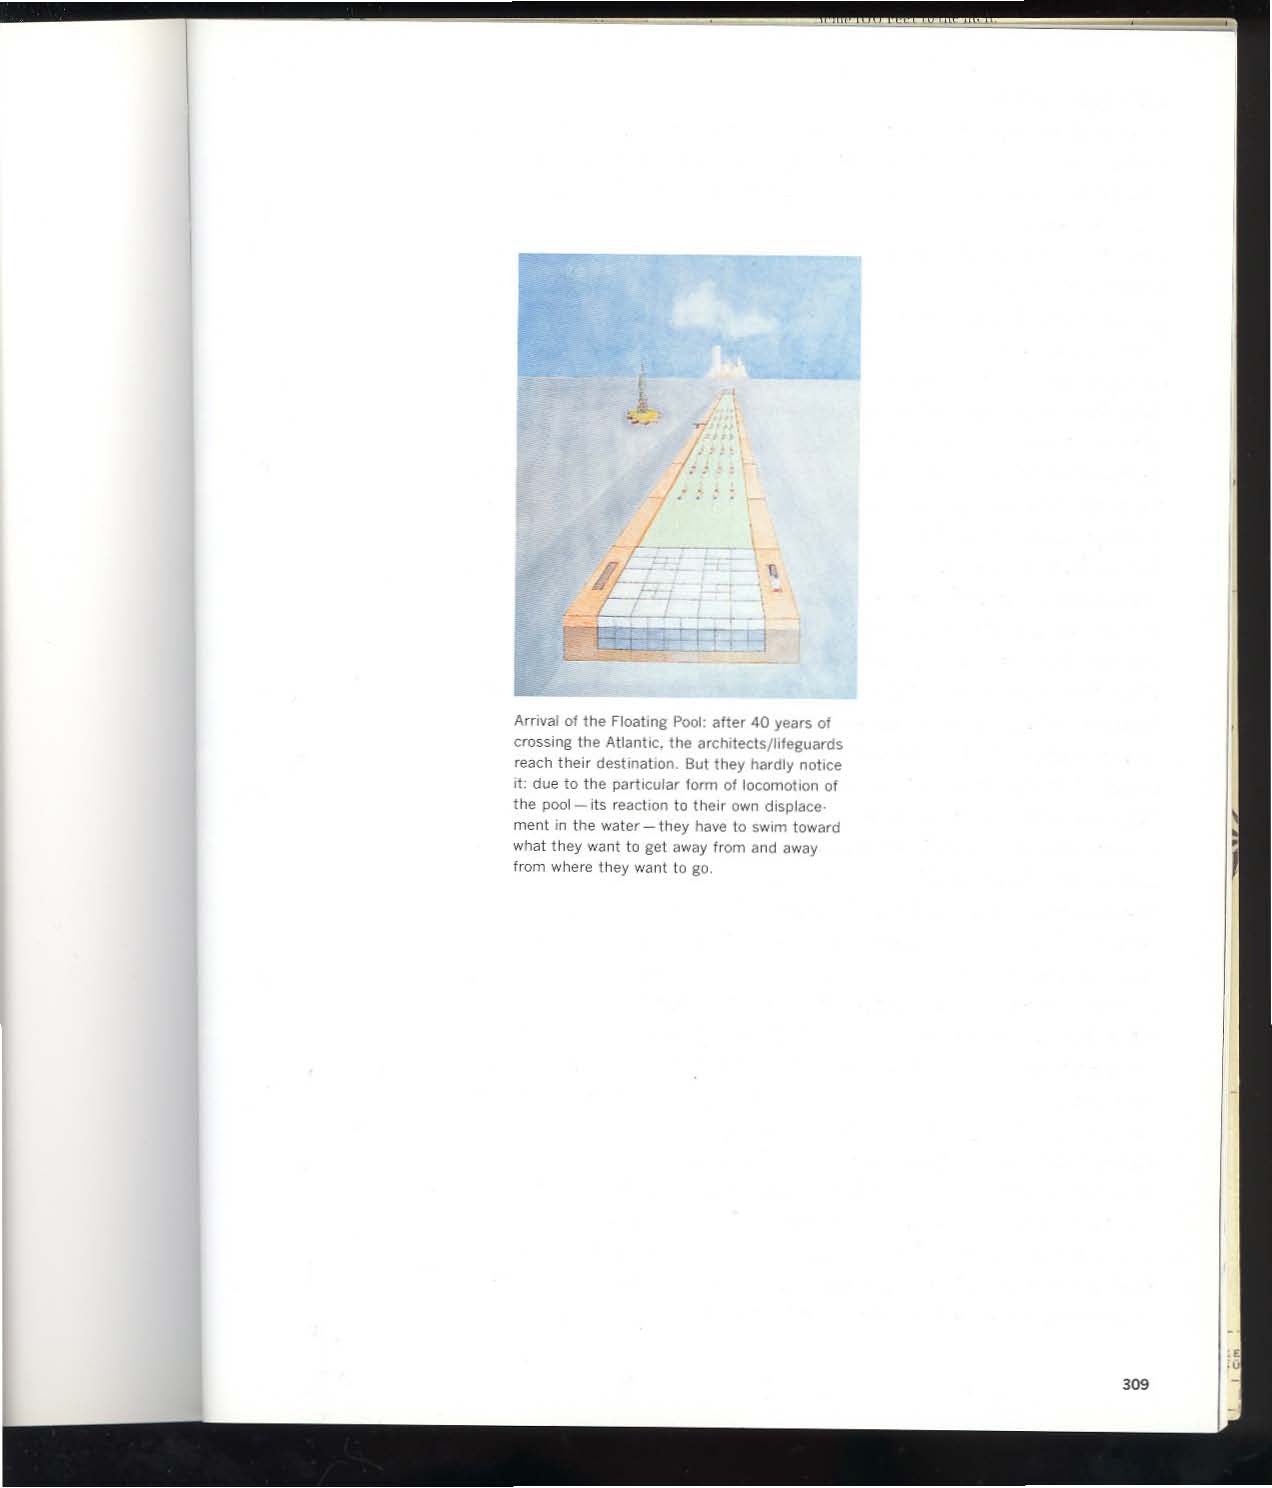 Arrival of the Floating Pool: after 40 years of
crossing the Atlantic, the architects/lifeguards
reach their destination. But they hardly notice
it: due to the particular form of locomotion of
the pool — its reaction to their own displace-
ment in the water — they have to swim toward
what they want to get away from and away
from where they want to go.
309